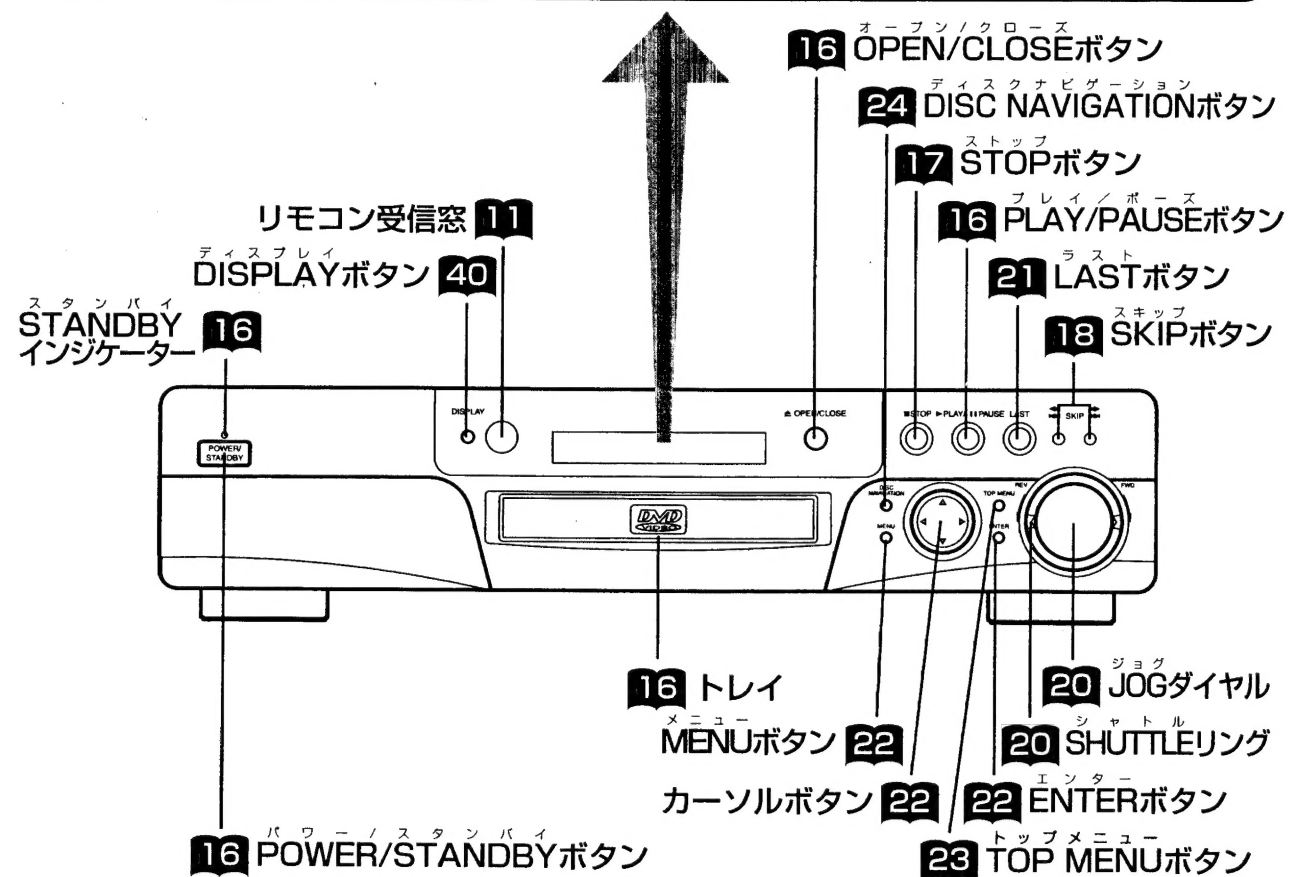 オープン/クローズ
16 OPEN/CLOSEボタン
ディスクナビゲーション
24 DISC NAVIGATIONボタン
ストップ
17 STOPボタン
プレイ/ポーズ
16 PLAY/PAUSEボタン
ラスト
21 LASTボタン
スキップ
18 SKIPボタン
リモコン受信窓 11
ディスプレイ
DISPLAYボタン 40
スタンバイ
STANDBY
インジケーター 16
DISPLAY
⏏ OPEN/CLOSE
■STOP ▶PLAY/❙❙PAUSE LAST
SKIP
POWER/
STANDBY
DISC
NAVIGATION
TOP MENU
REV
FWD
MENU
ENTER
DVD
VIDEO
16 トレイ
メニュー
MENUボタン 22
カーソルボタン 22
パワー/スタンバイ
16 POWER/STANDBYボタン
ジョグ
20 JOGダイヤル
シャトル
20 SHUTTLEリング
エンター
22 ENTERボタン
トップメニュー
23 TOP MENUボタン